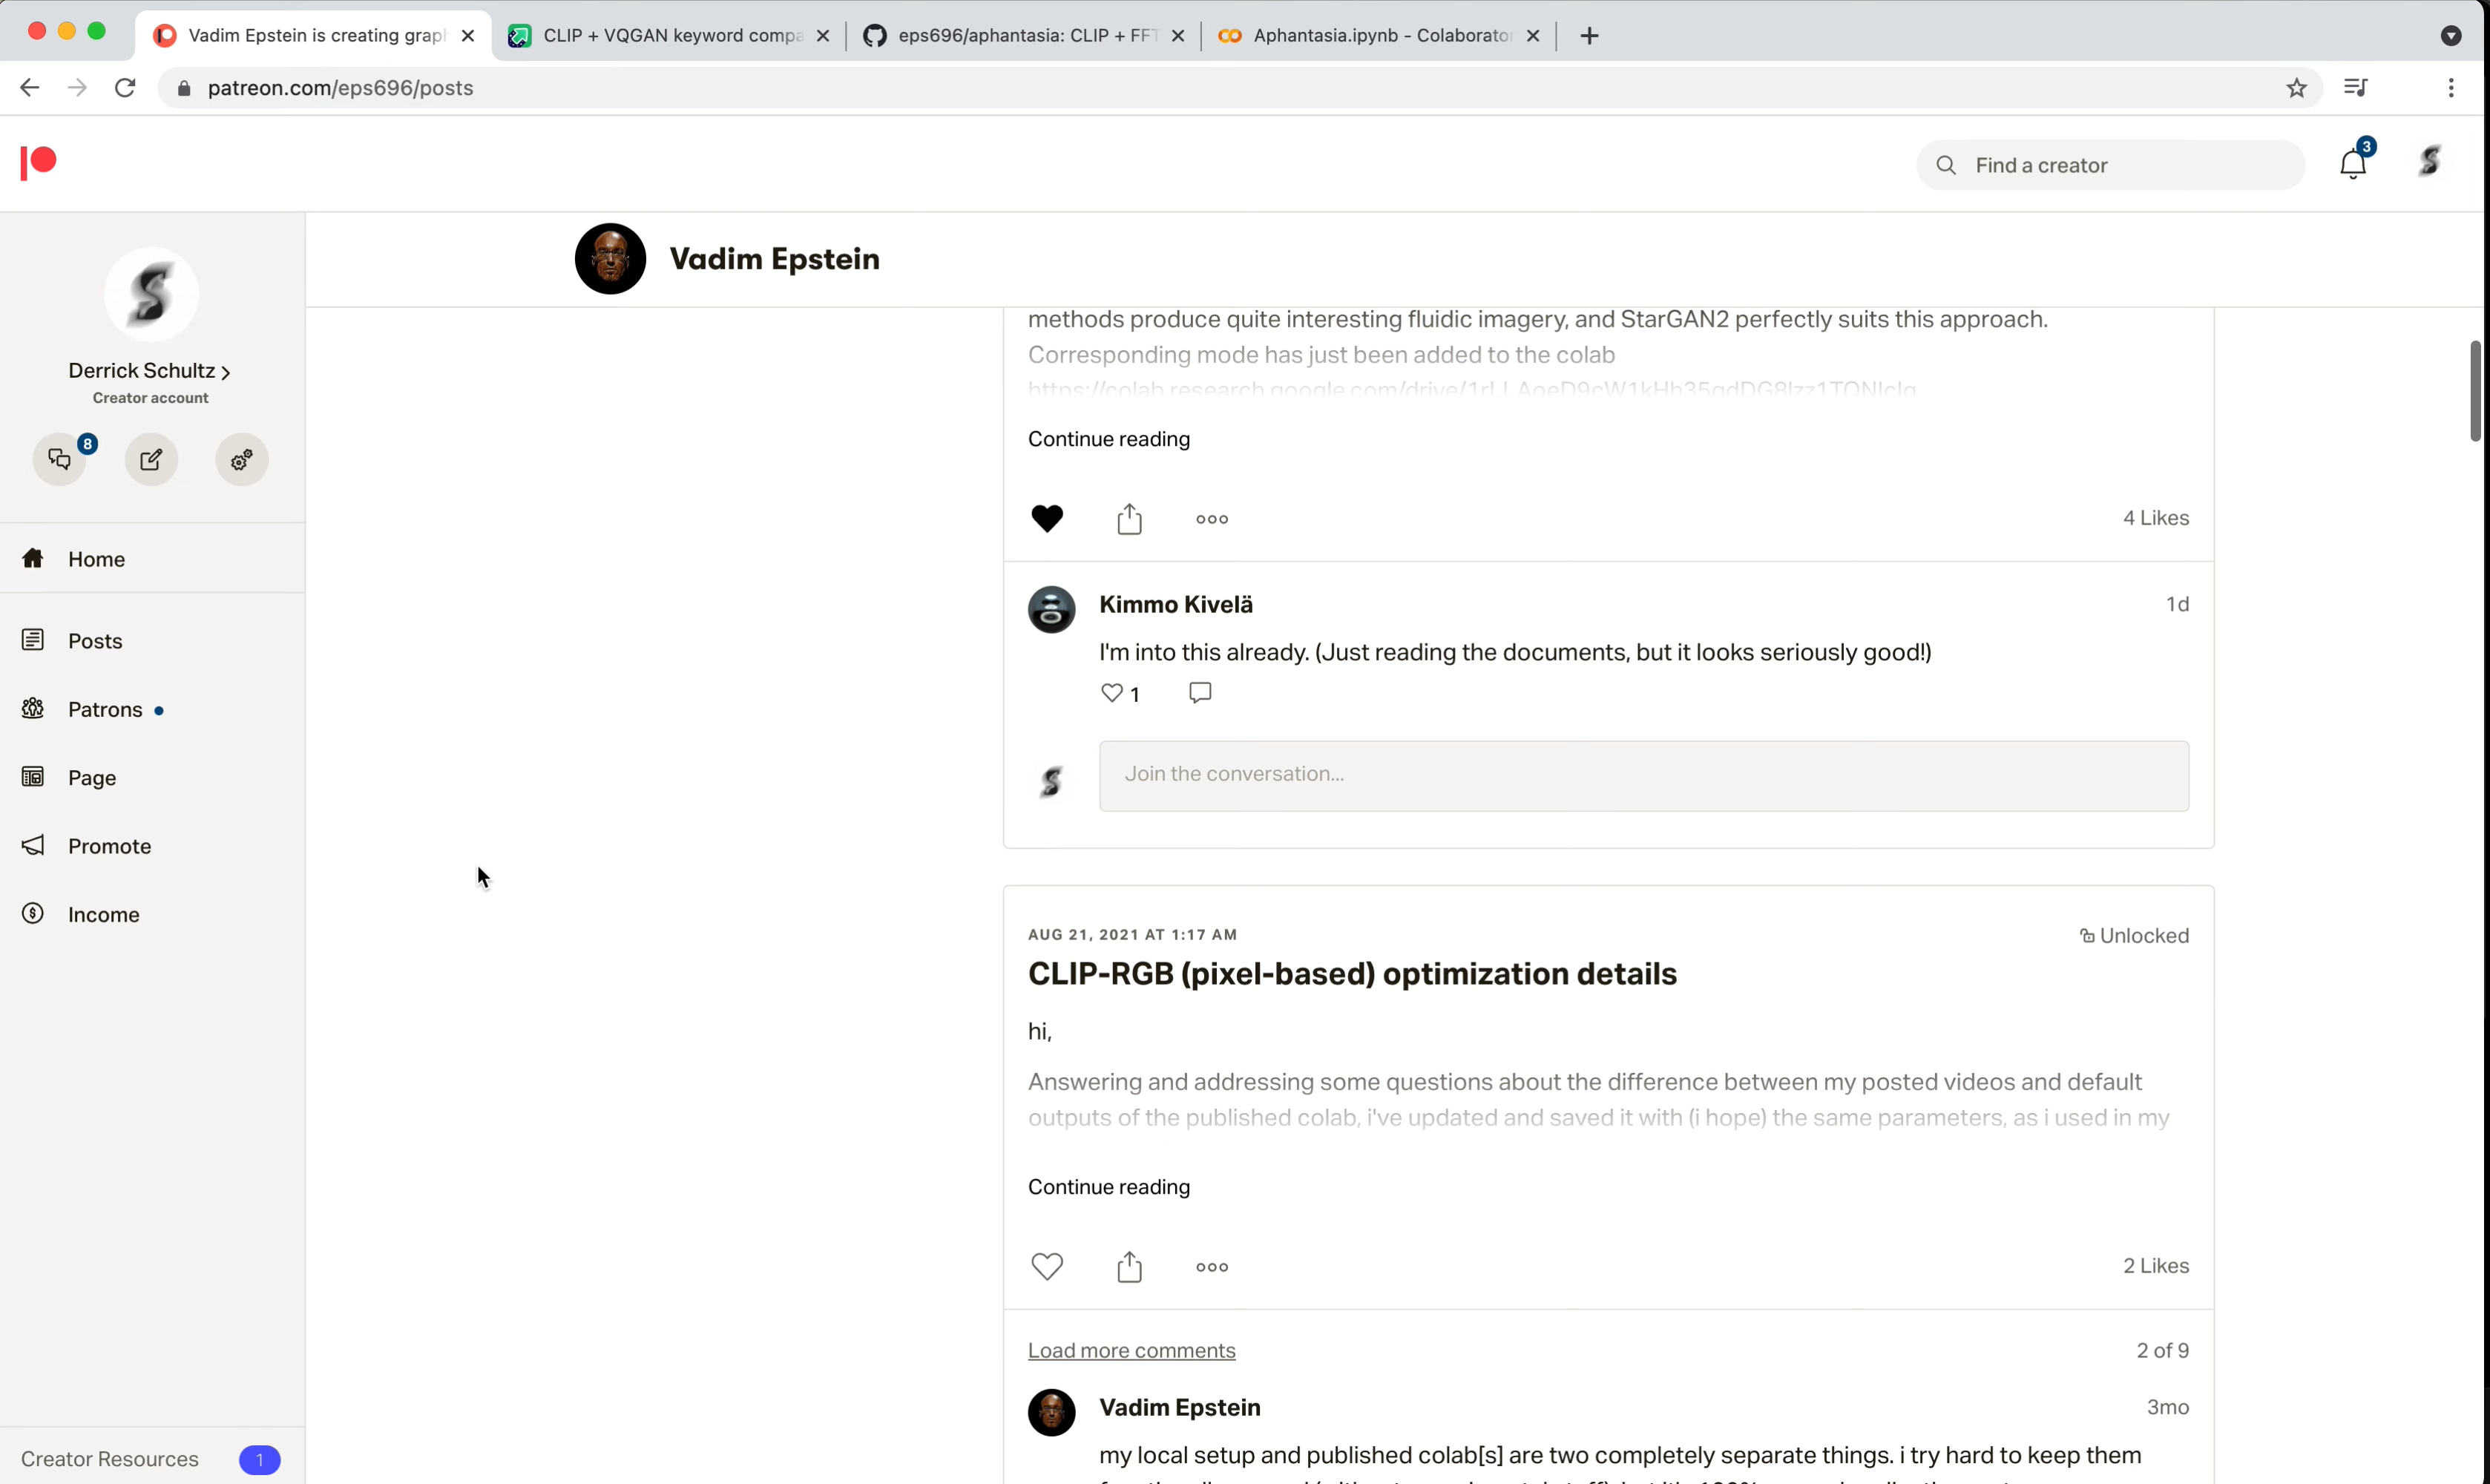 Vadim Epstein is creating grap
CLIP + VQGAN keyword compa
eps696/aphantasia: CLIP + FFT
Aphantasia.ipynb - Colaborator
patreon.com/eps696/posts
Find a creator
3
Vadim Epstein
Derrick Schultz
Creator account
8
Home
Posts
Patrons
Page
Promote
Income
Creator Resources 1
methods produce quite interesting fluidic imagery, and StarGAN2 perfectly suits this approach.
Corresponding mode has just been added to the colab
Continue reading
4 Likes
Kimmo Kivelä
1d
I'm into this already. (Just reading the documents, but it looks seriously good!)
1
Join the conversation...
AUG 21, 2021 AT 1:17 AM
Unlocked
CLIP-RGB (pixel-based) optimization details
hi,
Answering and addressing some questions about the difference between my posted videos and default
outputs of the published colab, i've updated and saved it with (i hope) the same parameters, as i used in my
Continue reading
2 Likes
Load more comments
2 of 9
Vadim Epstein
3mo
my local setup and published colab[s] are two completely separate things. i try hard to keep them